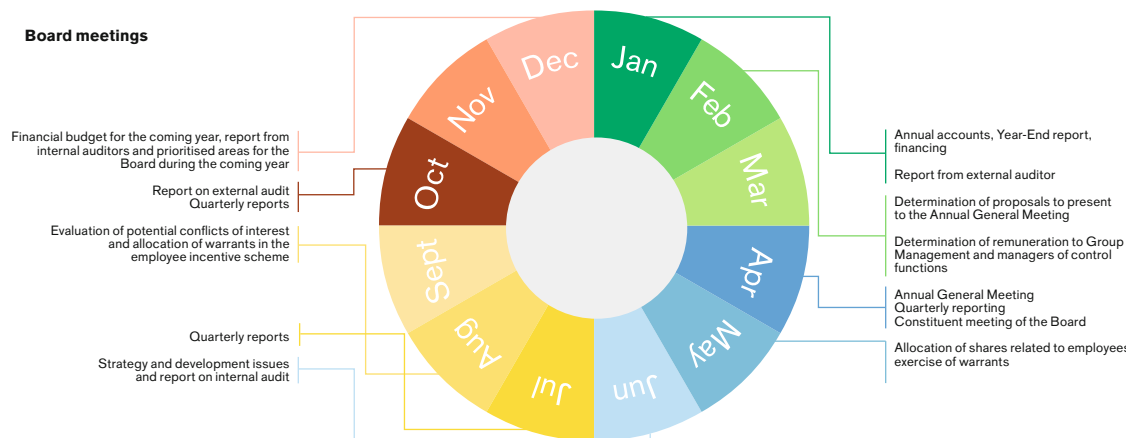 Board meetings
Dec
Jan
Feb
Mar
Apr
May
Jun
Jul
Aug
Sept
Oct
Nov
Financial budget for the coming year, report from
internal auditors and prioritised areas for the
Board during the coming year
Report on external audit
Quarterly reports
Evaluation of potential conflicts of interest
and allocation of warrants in the
employee incentive scheme
Quarterly reports
Strategy and development issues
and report on internal audit
Annual accounts, Year-End report,
financing
Report from external auditor
Determination of proposals to present
to the Annual General Meeting
Determination of remuneration to Group
Management and managers of control
functions
Annual General Meeting
Quarterly reporting
Constituent meeting of the Board
Allocation of shares related to employees
exercise of warrants